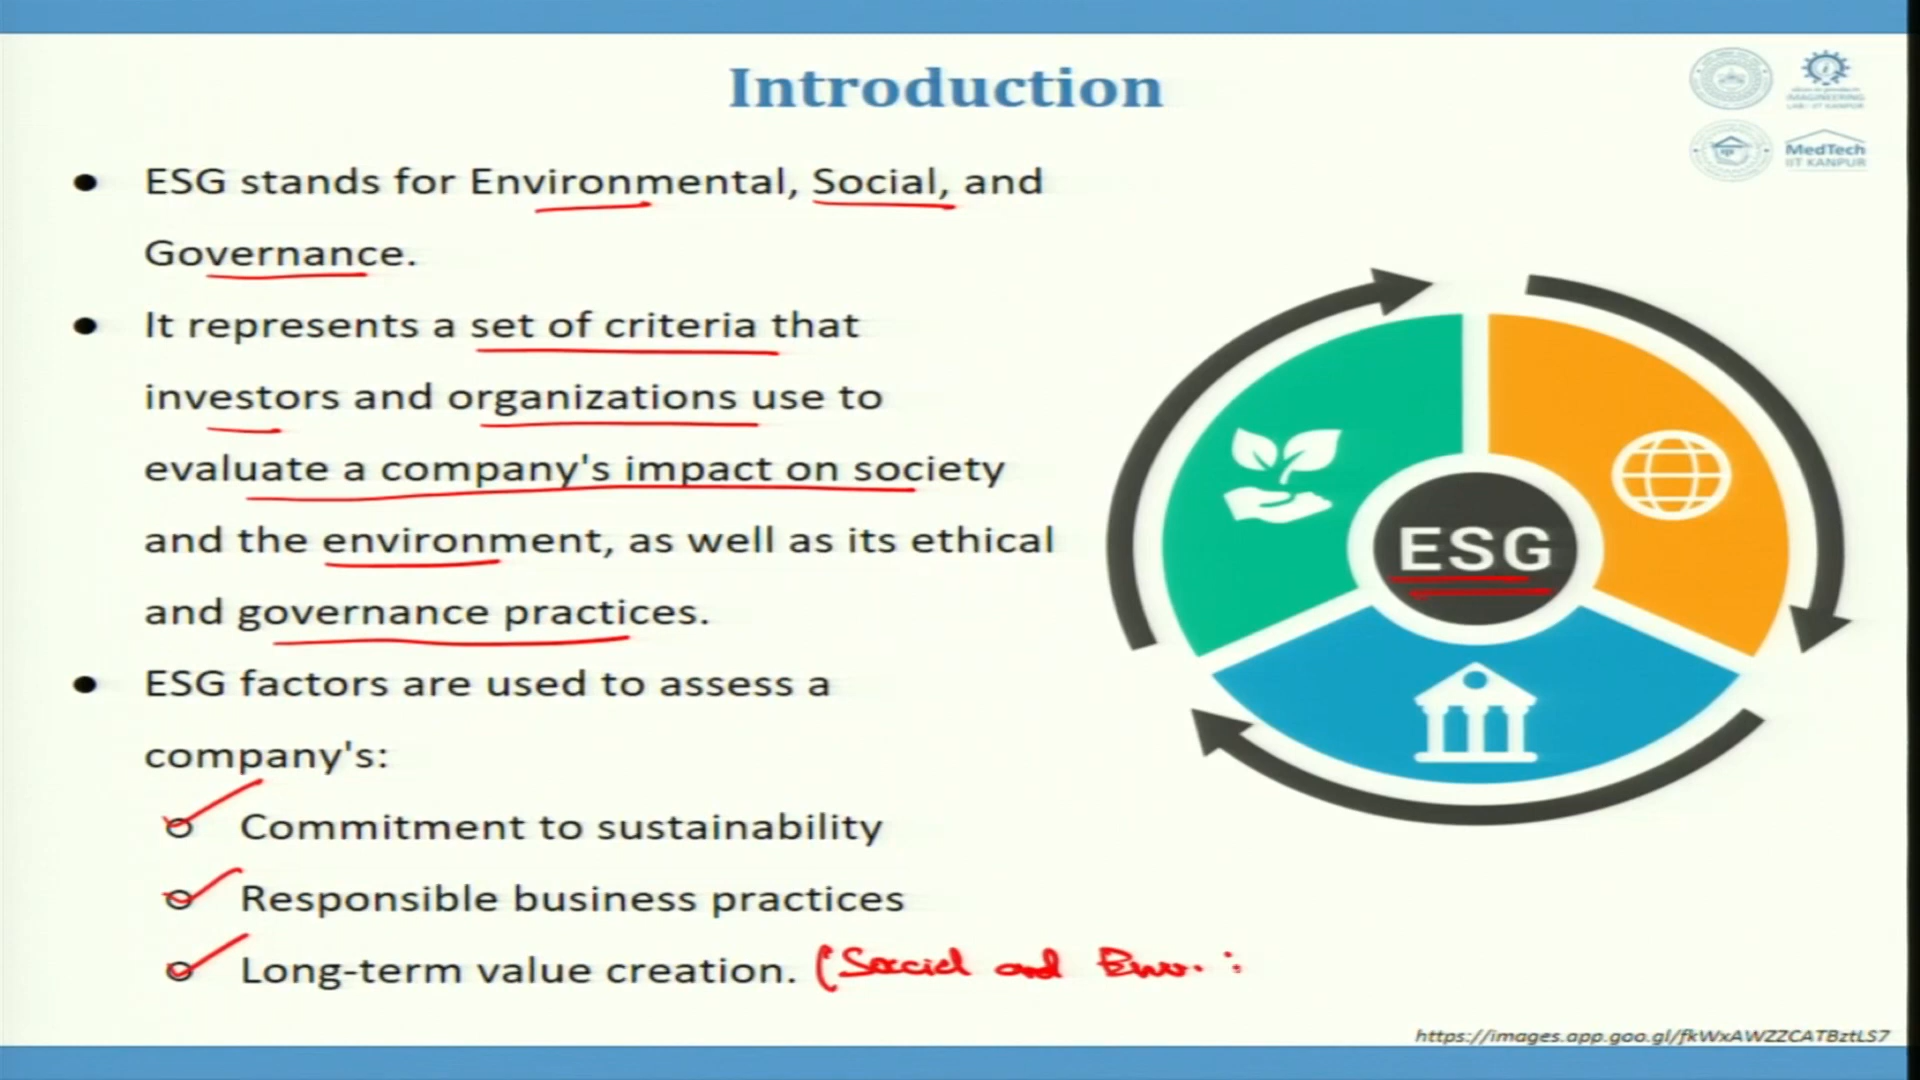 Introduction
MedTech
IIT KANPUR
● ESG stands for Environmental, Social, and
Governance.
● It represents a set of criteria that
investors and organizations use to
evaluate a company's impact on society
and the environment, as well as its ethical
and governance practices.
● ESG factors are used to assess a
company's:
○ Commitment to sustainability
○ Responsible business practices
○ Long-term value creation. (Social and Env. :
ESG
https://images.app.goo.gl/fkWxAWZZCATBztLS7